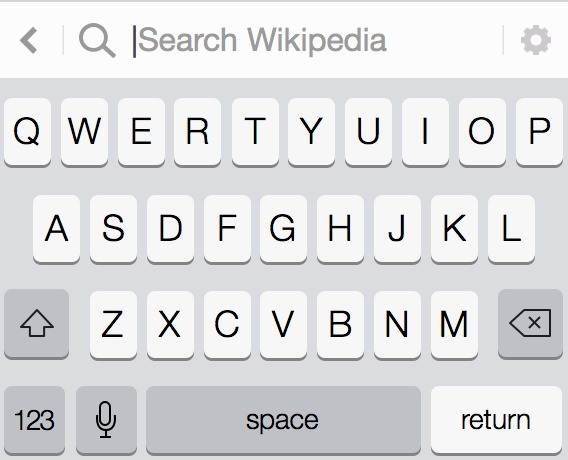 Search Wikipedia
Q W E R T Y U I O P
A S D F G H J K L
Z X C V B N M
123 space return